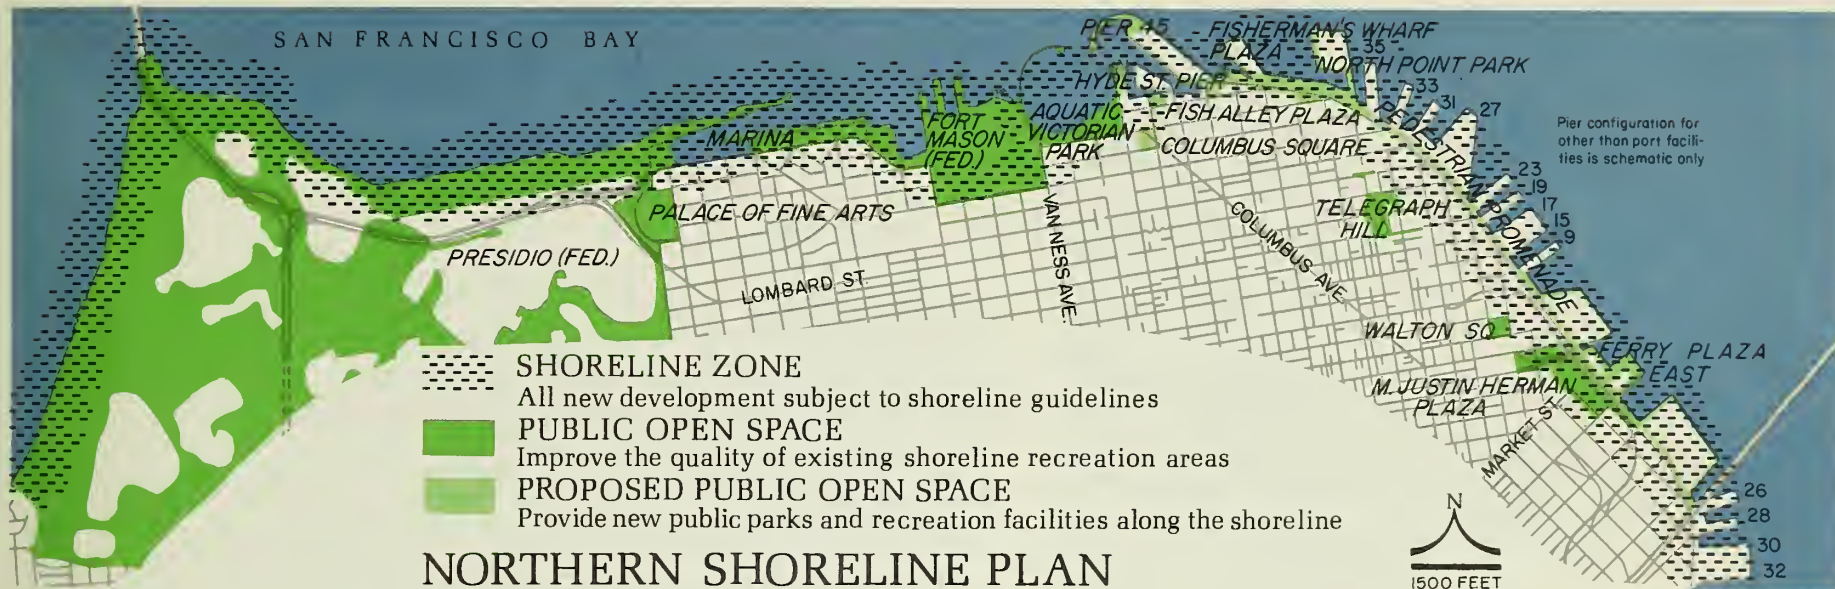 SAN FRANCISCO BAY
PIER 45
FISHERMAN'S WHARF
PLAZA
35
NORTH POINT PARK
HYDE ST. PIER
33
31
27
AQUATIC
VICTORIAN
PARK
FISH ALLEY PLAZA
COLUMBUS SQUARE
PEDESTRIAN PROMENADE
Pier configuration for
other than port facili-
ties is schematic only
MARINA
FORT
MASON
(FED.)
23
19
17
15
9
PALACE OF FINE ARTS
VAN NESS AVE.
COLUMBUS AVE.
TELEGRAPH
HILL
PRESIDIO (FED.)
LOMBARD ST.
WALTON SQ
FERRY PLAZA
EAST
M. JUSTIN HERMAN
PLAZA
MARKET ST.
SHORELINE ZONE
All new development subject to shoreline guidelines
PUBLIC OPEN SPACE
Improve the quality of existing shoreline recreation areas
PROPOSED PUBLIC OPEN SPACE
Provide new public parks and recreation facilities along the shoreline
NORTHERN SHORELINE PLAN
N
1500 FEET
26
28
30
32